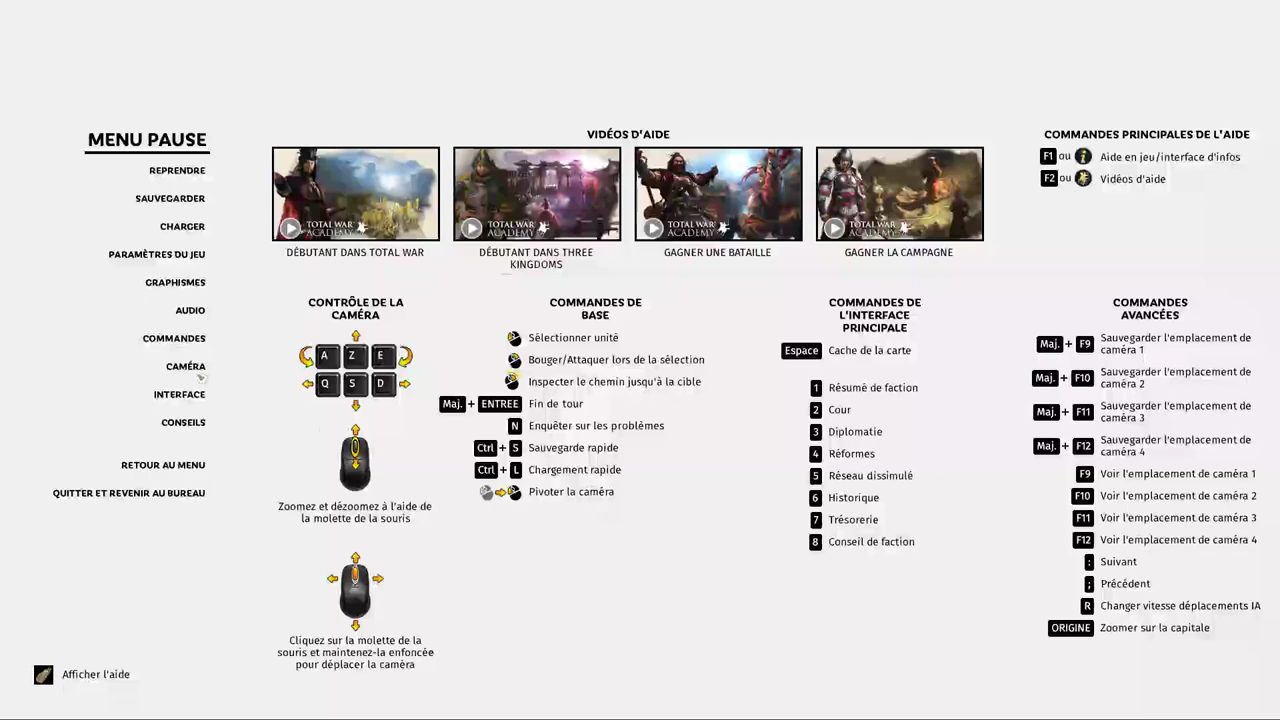 MENU PAUSE
REPRENDRE
SAUVEGARDER
CHARGER
PARAMÈTRES DU JEU
GRAPHISMES
AUDIO
COMMANDES
CAMÉRA
INTERFACE
CONSEILS
RETOUR AU MENU
QUITTER ET REVENIR AU BUREAU
Afficher l'aide
VIDÉOS D'AIDE
TOTAL WAR
ACADEMY
DÉBUTANT DANS TOTAL WAR
TOTAL WAR
ACADEMY
DÉBUTANT DANS THREE
KINGDOMS
TOTAL WAR
ACADEMY
GAGNER UNE BATAILLE
TOTAL WAR
ACADEMY
GAGNER LA CAMPAGNE
COMMANDES PRINCIPALES DE L'AIDE
F1 ou Aide en jeu/interface d'infos
F2 ou Vidéos d'aide
CONTRÔLE DE LA
CAMÉRA
A Z E
Q S D
Zoomez et dézoomez à l'aide de
la molette de la souris
Cliquez sur la molette de la
souris et maintenez-la enfoncée
pour déplacer la caméra
COMMANDES DE
BASE
Sélectionner unité
Bouger/Attaquer lors de la sélection
Inspecter le chemin jusqu'à la cible
Maj. + ENTREE Fin de tour
N Enquêter sur les problèmes
Ctrl + S Sauvegarde rapide
Ctrl + L Chargement rapide
Pivoter la caméra
COMMANDES DE
L'INTERFACE
PRINCIPALE
Espace Cache de la carte
1 Résumé de faction
2 Cour
3 Diplomatie
4 Réformes
5 Réseau dissimulé
6 Historique
7 Trésorerie
8 Conseil de faction
COMMANDES
AVANCÉES
Maj. + F9 Sauvegarder l'emplacement de
caméra 1
Maj. + F10 Sauvegarder l'emplacement de
caméra 2
Maj. + F11 Sauvegarder l'emplacement de
caméra 3
Maj. + F12 Sauvegarder l'emplacement de
caméra 4
F9 Voir l'emplacement de caméra 1
F10 Voir l'emplacement de caméra 2
F11 Voir l'emplacement de caméra 3
F12 Voir l'emplacement de caméra 4
: Suivant
; Précédent
R Changer vitesse déplacements IA
ORIGINE Zoomer sur la capitale